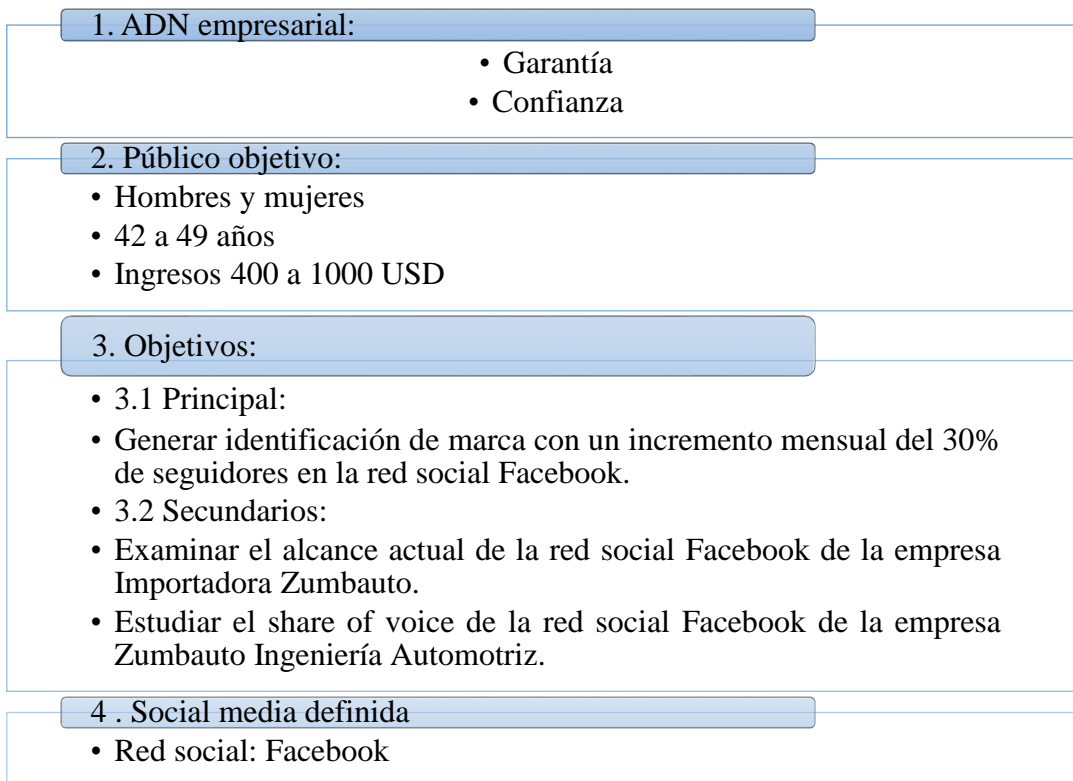 1. ADN empresarial:
• Garantía
• Confianza
2. Público objetivo:
• Hombres y mujeres
• 42 a 49 años
• Ingresos 400 a 1000 USD
3. Objetivos:
• 3.1 Principal:
• Generar identificación de marca con un incremento mensual del 30%
de seguidores en la red social Facebook.
• 3.2 Secundarios:
• Examinar el alcance actual de la red social Facebook de la empresa
Importadora Zumbauto.
• Estudiar el share of voice de la red social Facebook de la empresa
Zumbauto Ingeniería Automotriz.
4 . Social media definida
• Red social: Facebook